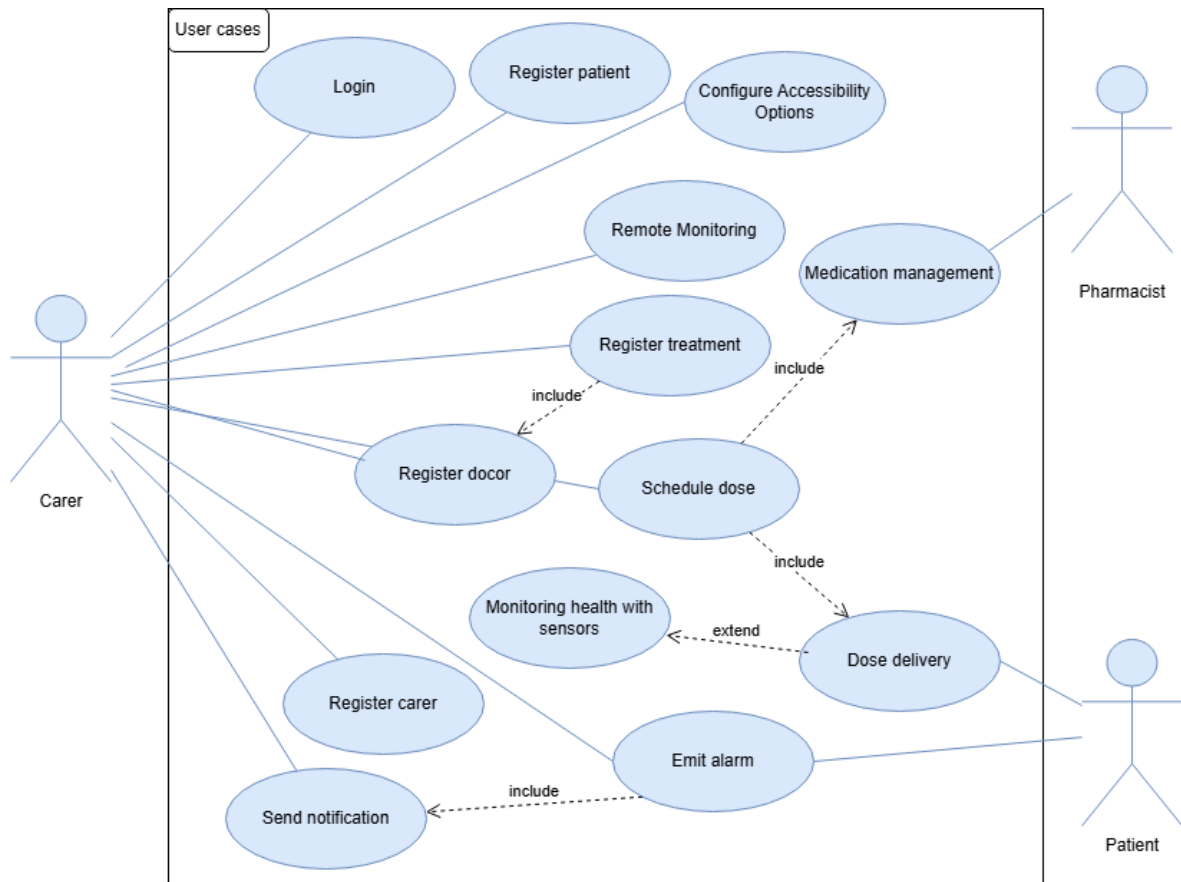 User cases
Login
Register patient
Configure Accessibility
Options
Remote Monitoring
Medication management
Pharmacist
Register treatment
include
include
Register docor
Schedule dose
Carer
include
Monitoring health with
sensors
extend
Dose delivery
Register carer
Emit alarm
include
Send notification
Patient